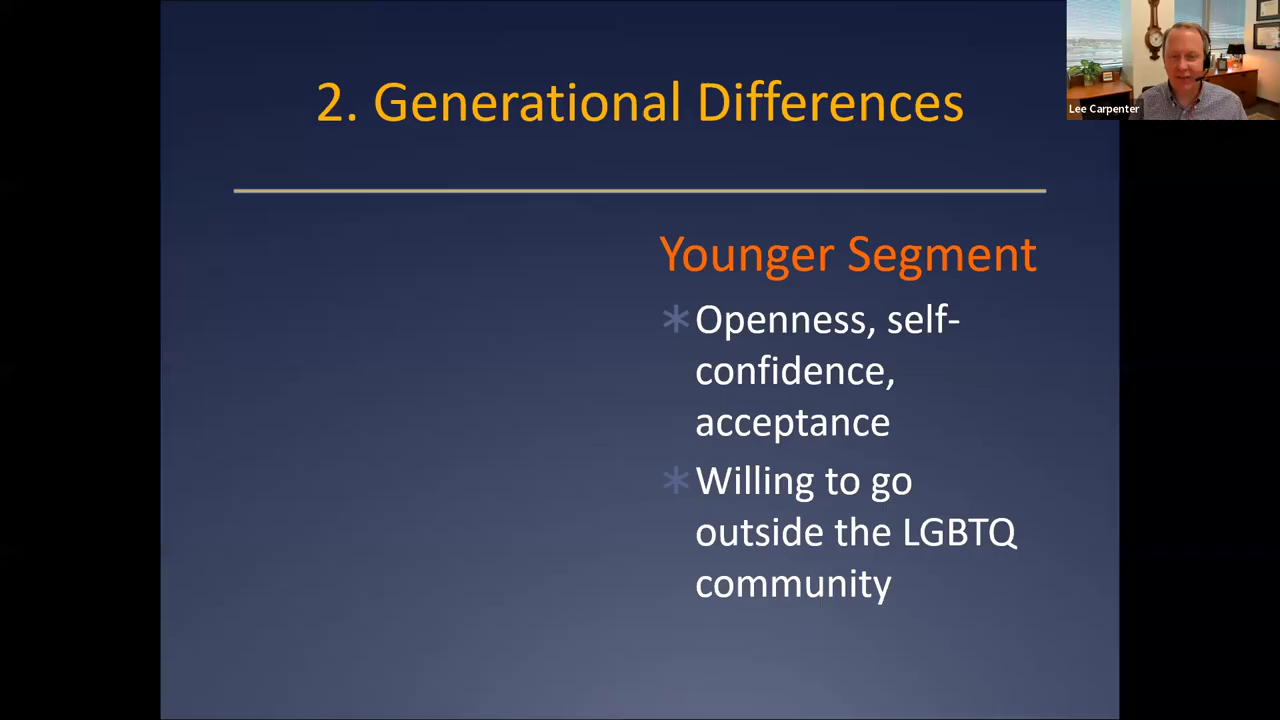 2. Generational Differences
Lee Carpenter
Younger Segment
Openness, self-
confidence,
acceptance
Willing to go
outside the LGBTQ
community